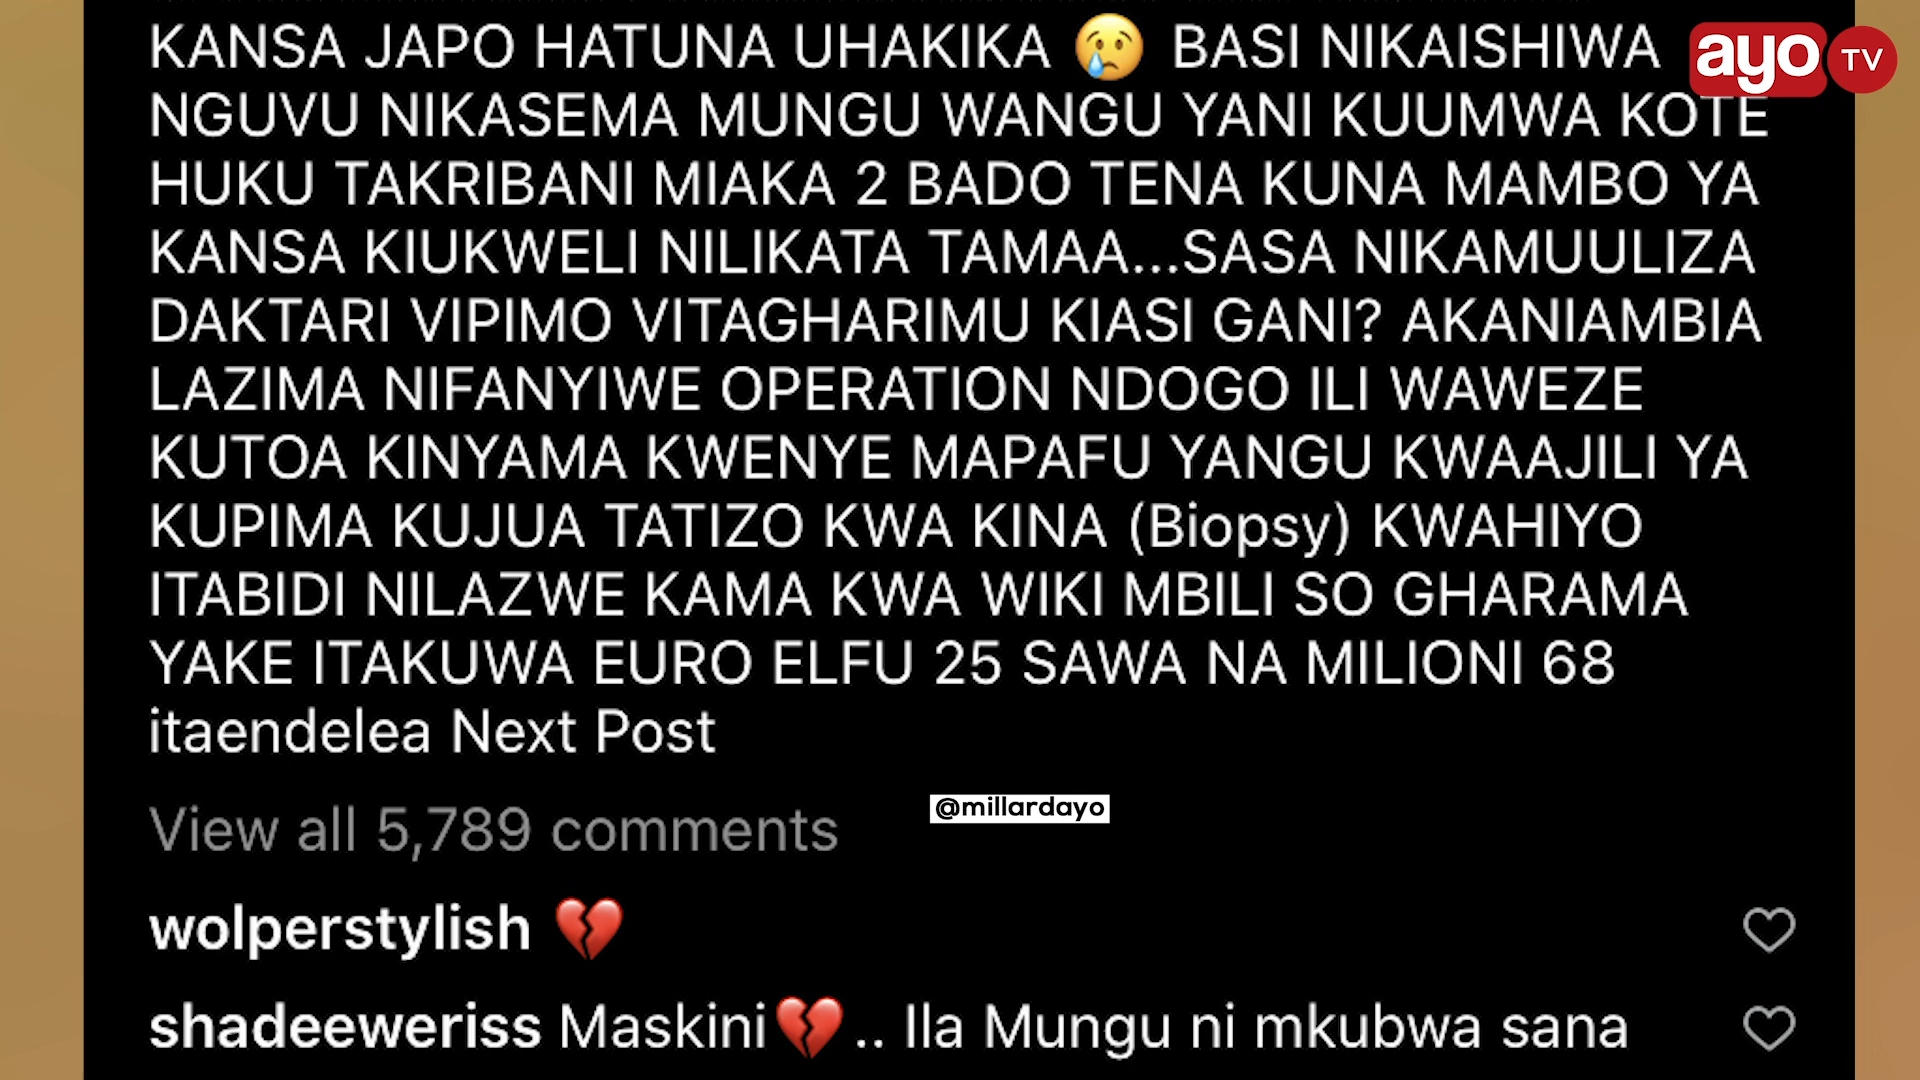 KANSA JAPO HATUNA UHAKIKA 😢 BASI NIKAISHIWA
NGUVU NIKASEMA MUNGU WANGU YANI KUUMWA KOTE
HUKU TAKRIBANI MIAKA 2 BADO TENA KUNA MAMBO YA
KANSA KIUKWELI NILIKATA TAMAA...SASA NIKAMUULIZA
DAKTARI VIPIMO VITAGHARIMU KIASI GANI? AKANIAMBIA
LAZIMA NIFANYIWE OPERATION NDOGO ILI WAWEZE
KUTOA KINYAMA KWENYE MAPAFU YANGU KWAAJILI YA
KUPIMA KUJUA TATIZO KWA KINA (Biopsy) KWAHIYO
ITABIDI NILAZWE KAMA KWA WIKI MBILI SO GHARAMA
YAKE ITAKUWA EURO ELFU 25 SAWA NA MILIONI 68
itaendelea Next Post
View all 5,789 comments
wolperstylish 💔
shadeeweriss Maskini💔.. Ila Mungu ni mkubwa sana
@millardayo
ayo TV